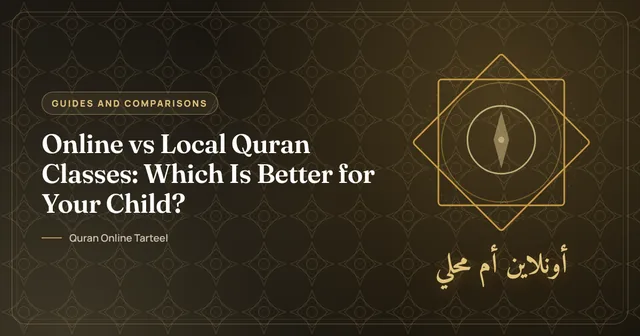 GUIDES AND COMPARISONS
Online vs Local Quran
Classes: Which Is Better for
Your Child?
Quran Online Tarteel
أونلاين أم محلي